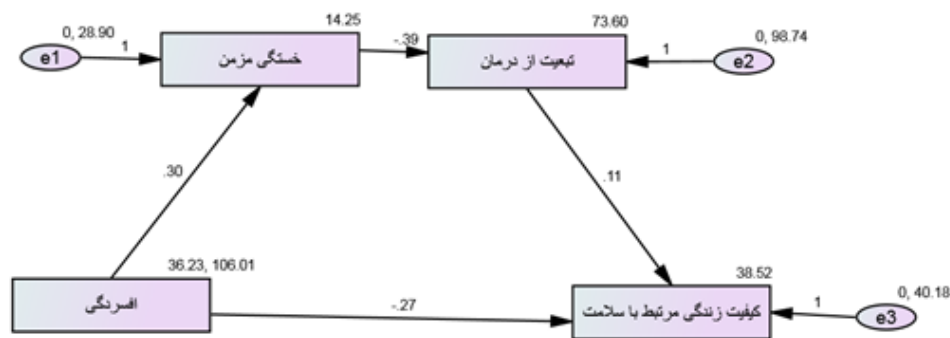 0, 28.90
14.25
73.60
0, 98.74
e1
1
خستگی مزمن
-.39
تبعیت از درمان
1
e2
.30
.11
36.23, 106.01
38.52
0, 40.18
افسردگی
-.27
کیفیت زندگی مرتبط با سلامت
1
e3